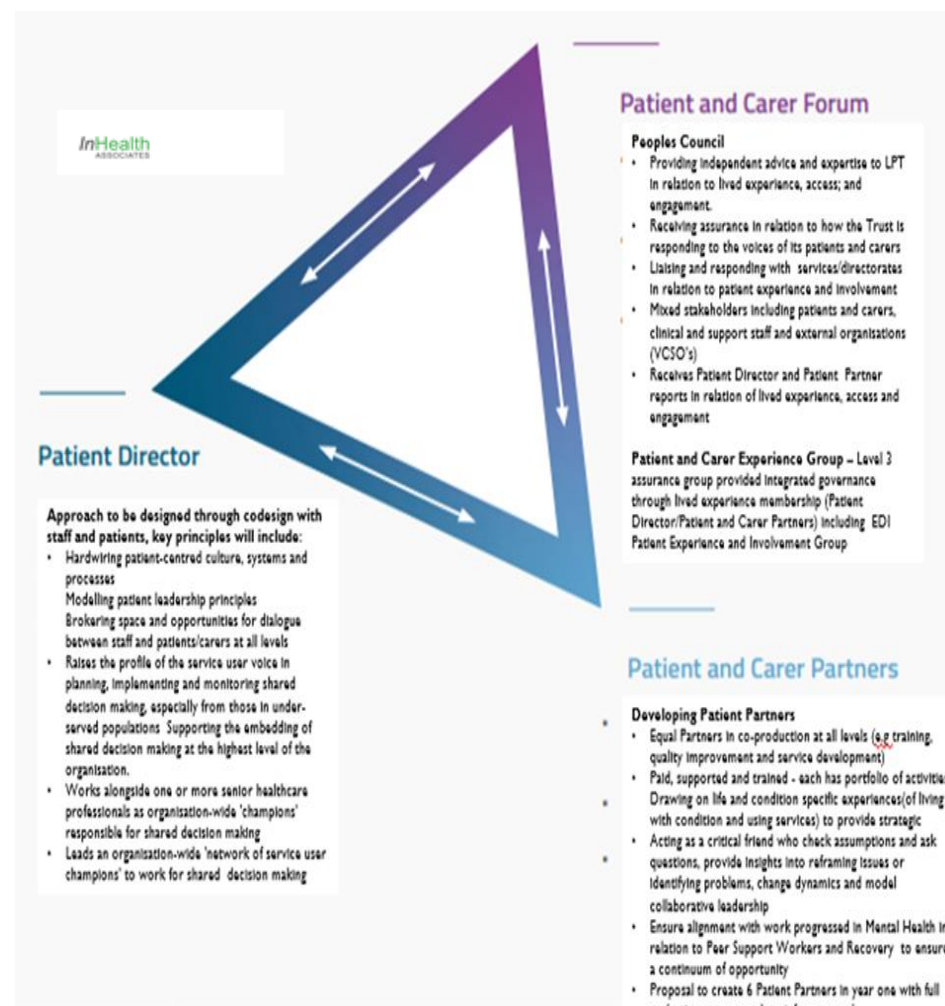 InHealth
ASSOCIATES
Patient and Carer Forum
Peoples Council
• Providing independent advice and expertise to LPT
in relation to lived experience, access; and
engagement.
• Receiving assurance in relation to how the Trust is
responding to the voices of its patients and carers
• Liaising and responding with services/directorates
in relation to patient experience and involvement
• Mixed stakeholders including patients and carers,
clinical and support staff and external organisations
(VCSO's)
• Receives Patient Director and Patient Partner
reports in relation of lived experience, access and
engagement
Patient and Carer Experience Group – Level 3
assurance group provided integrated governance
through lived experience membership (Patient
Director/Patient and Carer Partners) including EDI
Patient Experience and Involvement Group
Patient Director
Approach to be designed through codesign with
staff and patients, key principles will include:
• Hardwiring patient-centred culture, systems and
processes
Modelling patient leadership principles
Brokering space and opportunities for dialogue
between staff and patients/carers at all levels
• Raises the profile of the service user voice in
planning, implementing and monitoring shared
decision making, especially from those in under-
served populations Supporting the embedding of
shared decision making at the highest level of the
organisation.
• Works alongside one or more senior healthcare
professionals as organisation-wide 'champions'
responsible for shared decision making
• Leads an organisation-wide 'network of service user
champions' to work for shared decision making
Patient and Carer Partners
Developing Patient Partners
• Equal Partners in co-production at all levels (e.g training,
quality improvement and service development)
• Paid, supported and trained - each has portfolio of activitie
Drawing on life and condition specific experiences(of living
with condition and using services) to provide strategic
• Acting as a critical friend who check assumptions and ask
questions, provide insights into reframing issues or
identifying problems, change dynamics and model
collaborative leadership
• Ensure alignment with work progressed in Mental Health in
relation to Peer Support Workers and Recovery to ensure
a continuum of opportunity
• Proposal to create 6 Patient Partners in year one with full